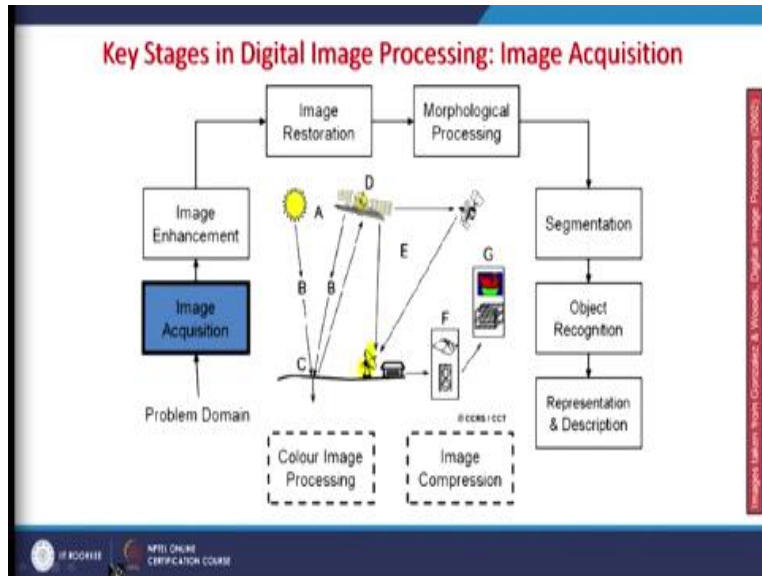 Key Stages in Digital Image Processing: Image Acquisition
Image
Restoration
Morphological
Processing
Image
Enhancement
Image
Acquisition
Problem Domain
A
D
B
B
C
E
F
G
© CCRS / CCT
Segmentation
Object
Recognition
Representation
& Description
Colour Image
Processing
Image
Compression
Images taken from Gonzalez & Woods, Digital Image Processing (2002)
IIT ROORKEE
NPTEL ONLINE
CERTIFICATION COURSE